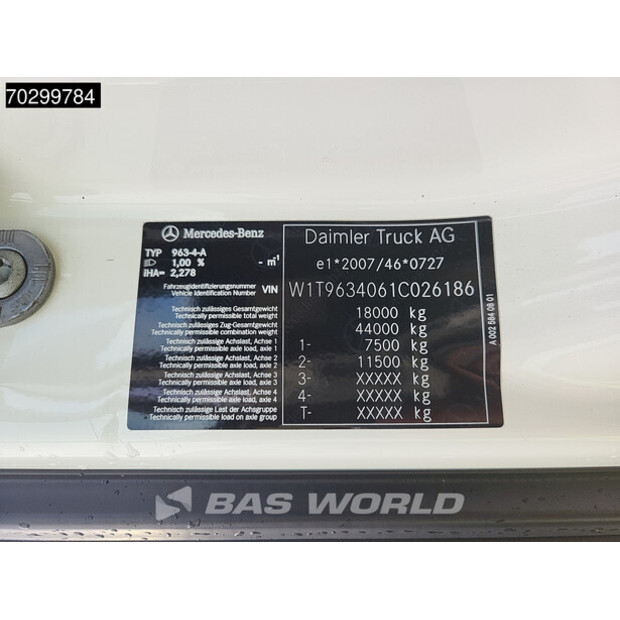 70299784
Mercedes-Benz
TYP 963-4-A
1,00 % - m⁻¹
IHA= 2,278
Fahrzeugidentifizierungsnummer
Vehicle Identification Number VIN
Technisch zulässiges Gesamtgewicht
Technically permissible total weight
Technisch zulässiges Zug-Gesamtgewicht
Technically permissible combination weight
Technisch zulässige Achslast, Achse 1
Technically permissible axle load, axle 1
Technisch zulässige Achslast, Achse 2
Technically permissible axle load, axle 2
Technisch zulässige Achslast, Achse 3
Technically permissible axle load, axle 3
Technisch zulässige Achslast, Achse 4
Technically permissible axle load, axle 4
Technisch zulässige Last der Achsgruppe
Technically permissible load on axle group
Daimler Truck AG
e1*2007/46*0727
W1T9634061C026186
18000 kg
44000 kg
1- 7500 kg
2- 11500 kg
3- XXXXX kg
4- XXXXX kg
T- XXXXX kg
A 002 584 08 01
BAS WORLD